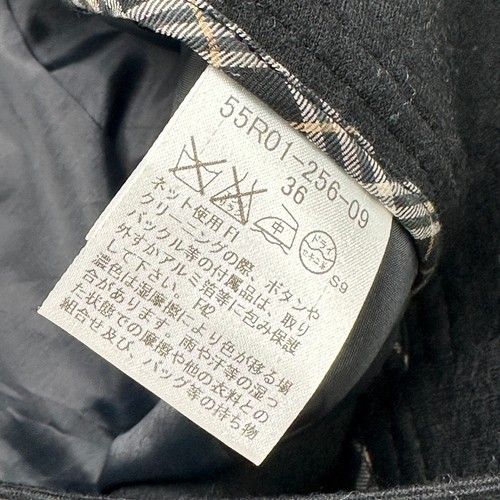 55R01-256-09
36
中 ドライ セキユ系 S9
ネット使用 F1
クリーニングの際、ボタンや
バックル等の付属品は、取り
外すかアルミ箔等に包み保護
して下さい。 F42
濃色は湿摩擦により色が移る場
合があります。雨や汗等の湿っ
た状態での摩擦や他の衣料との
組合せ及び、バッグ等の持ち物